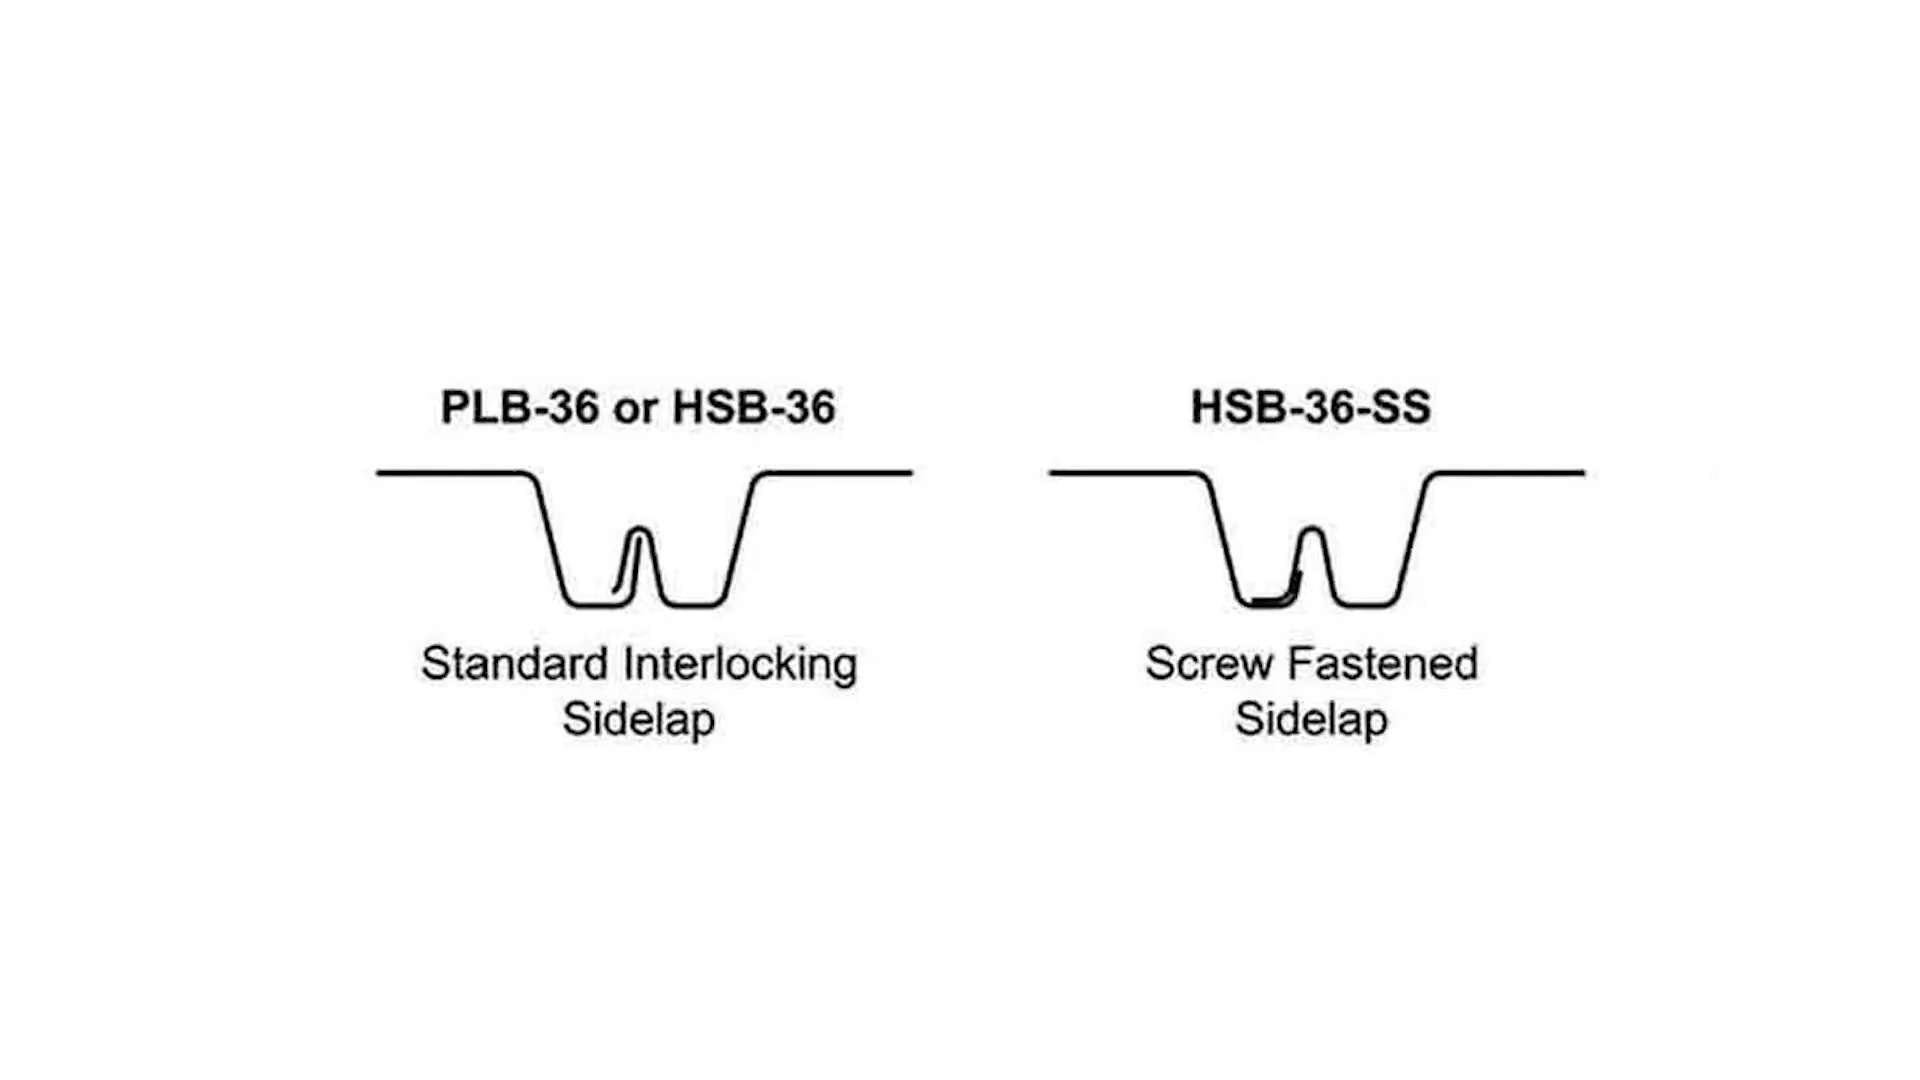 PLB-36 or HSB-36
Standard Interlocking
Sidelap
HSB-36-SS
Screw Fastened
Sidelap